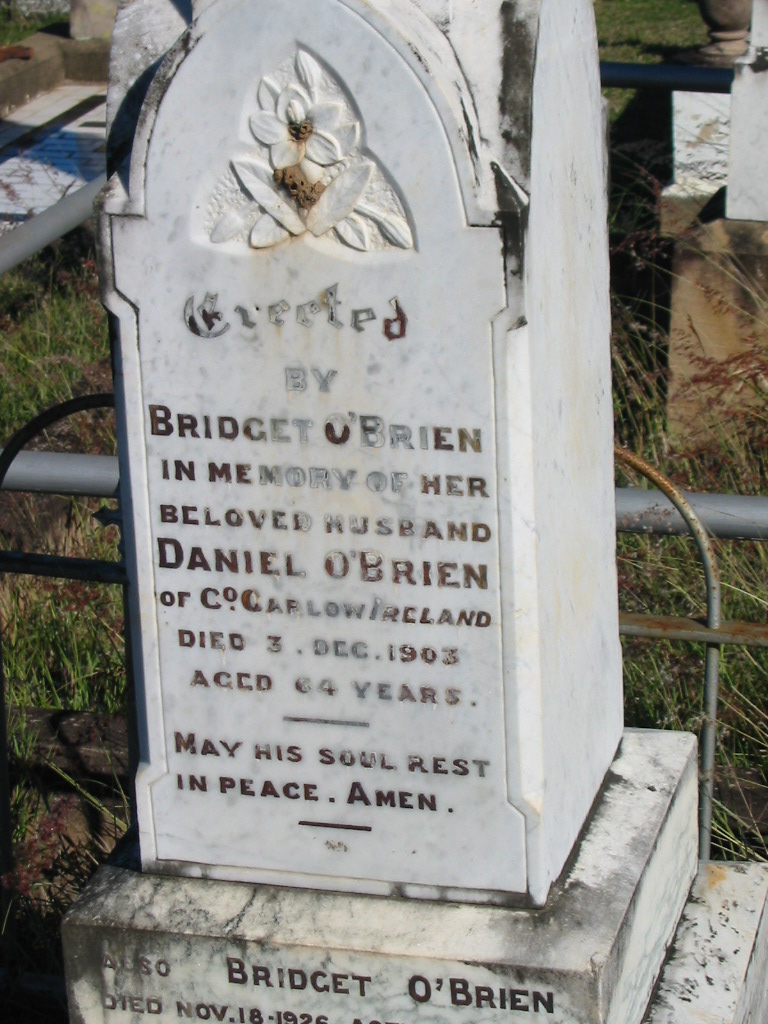 Erected
BY
BRIDGET O'BRIEN
IN MEMORY OF HER
BELOVED HUSBAND
DANIEL O'BRIEN
OF Co. CARLOW IRELAND
DIED 3. DEC. 1903
AGED 64 YEARS.
MAY HIS SOUL REST
IN PEACE. AMEN.
ALSO BRIDGET O'BRIEN
DIED NOV. 18. 1926